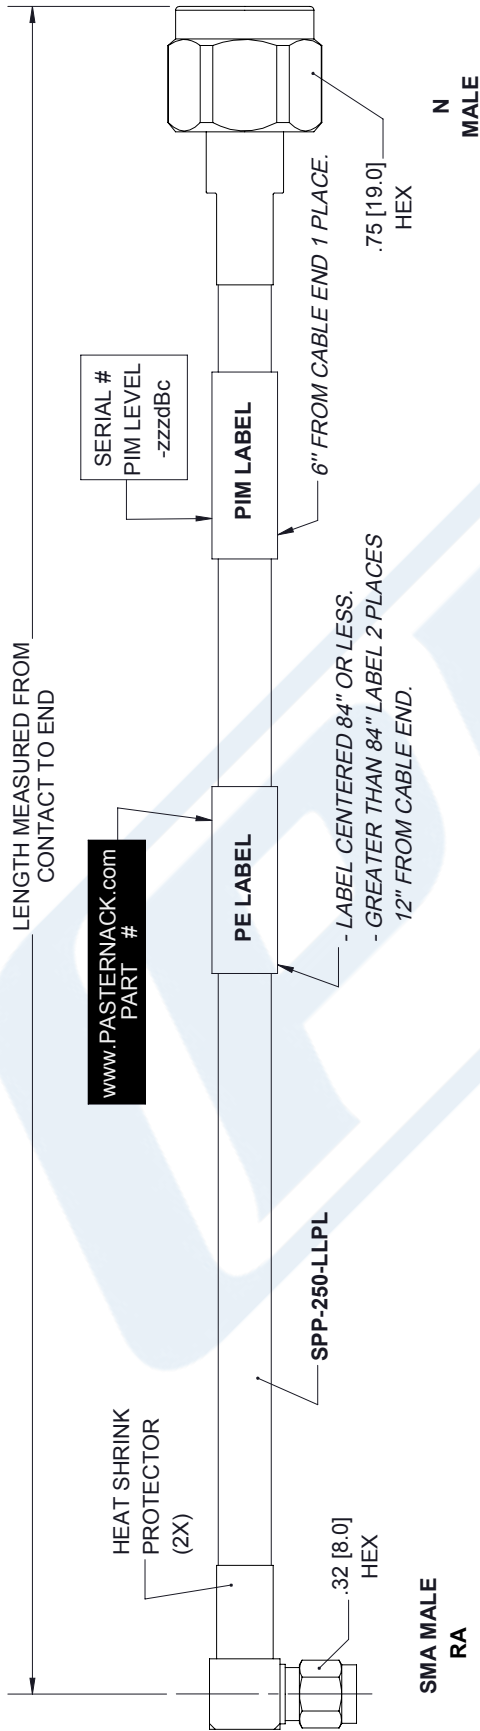 LENGTH MEASURED FROM
CONTACT TO END
HEAT SHRINK
PROTECTOR
(2X)
www.PASTERNACK.com
PART #
SERIAL #
PIM LEVEL
-zzzdBc
PE LABEL
PIM LABEL
.32 [8.0]
HEX
SPP-250-LLPL
- LABEL CENTERED 84" OR LESS.
- GREATER THAN 84" LABEL 2 PLACES
12" FROM CABLE END.
6" FROM CABLE END 1 PLACE.
.75 [19.0]
HEX
SMA MALE
RA
N
MALE